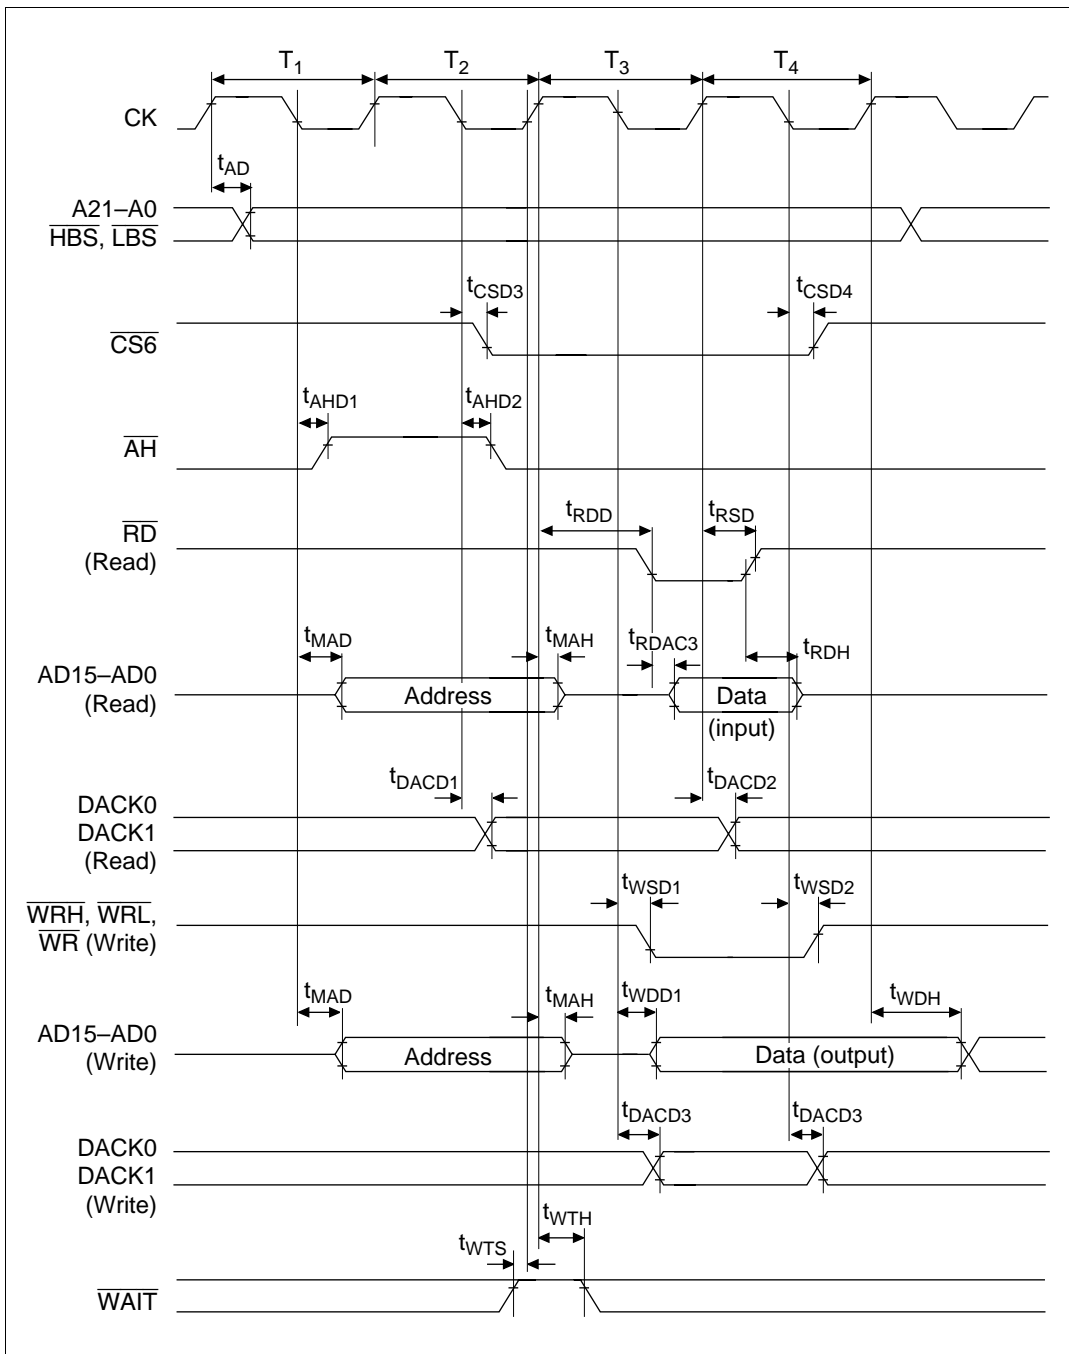 T1 T2 T3 T4
CK
tAD
A21–A0
HBS, LBS
tCSD3 tCSD4
CS6
tAHD1 tAHD2
AH
tRDD tRSD
RD
(Read)
tMAD tMAH tRDAC3 tRDH
AD15–AD0
(Read)
Address Data
(input)
tDACD1 tDACD2
DACK0
DACK1
(Read)
tWSD1 tWSD2
WRH, WRL,
WR (Write)
tMAD tMAH tWDD1 tWDH
AD15–AD0
(Write)
Address Data (output)
tDACD3 tDACD3
DACK0
DACK1
(Write)
tWTH
tWTS
WAIT